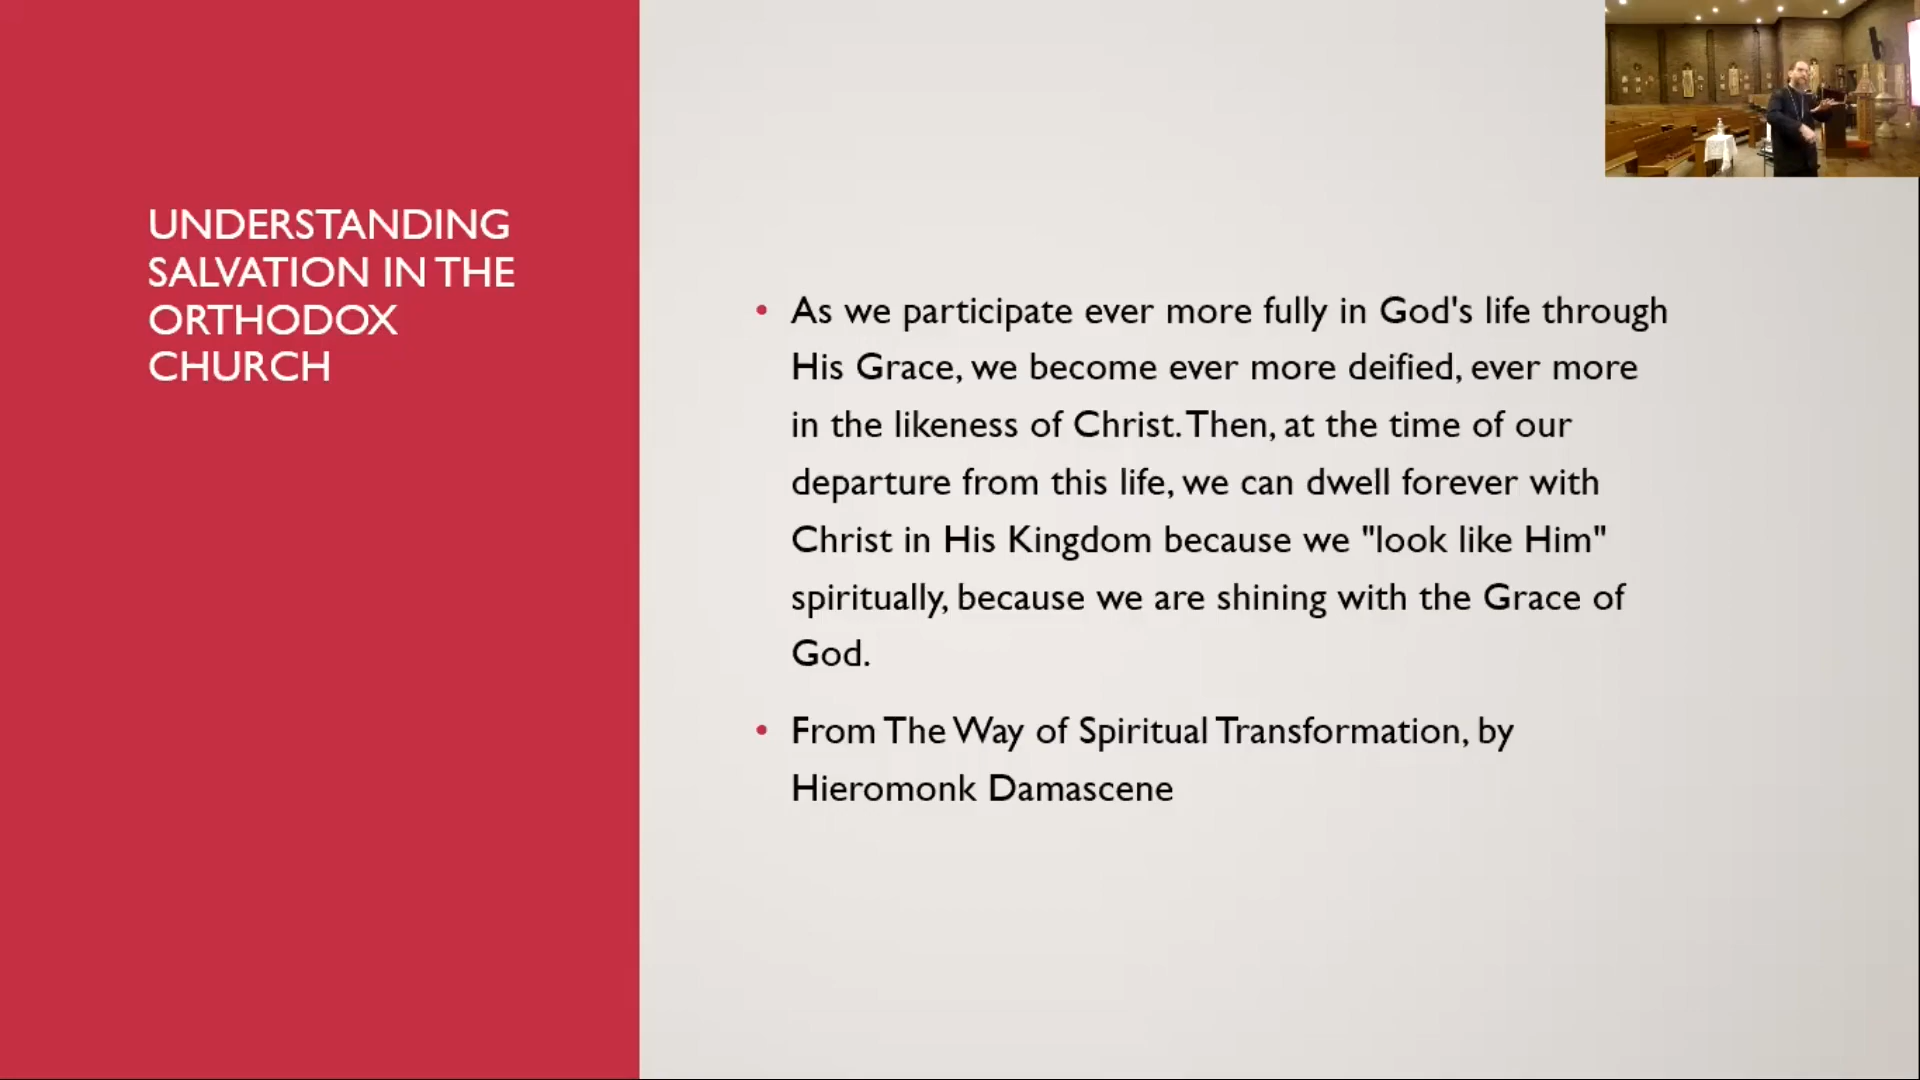 UNDERSTANDING
SALVATION IN THE
ORTHODOX
CHURCH
• As we participate ever more fully in God's life through
His Grace, we become ever more deified, ever more
in the likeness of Christ. Then, at the time of our
departure from this life, we can dwell forever with
Christ in His Kingdom because we "look like Him"
spiritually, because we are shining with the Grace of
God.
• From The Way of Spiritual Transformation, by
Hieromonk Damascene